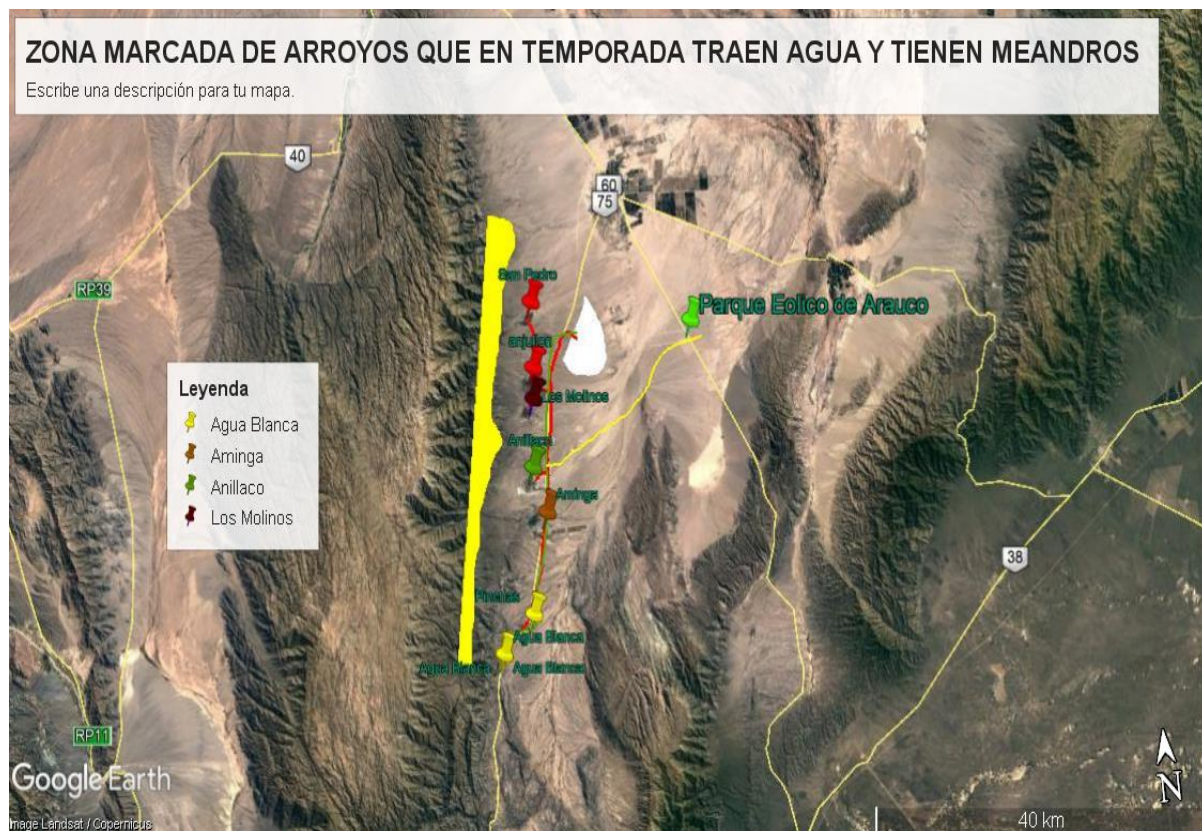 ZONA MARCADA DE ARROYOS QUE EN TEMPORADA TRAEN AGUA Y TIENEN MEANDROS
Escribe una descripción para tu mapa.
40
60
75
San Pedro
RP39
Parque Eolico de Arauco
Leyenda
Agua Blanca
Aminga
Anillaco
Los Molinos
Los Molinos
Anillaco
Aminga
38
Pinchas
Agua Blanca
Agua Blanca
Agua Blanca
RP11
Google Earth
Image Landsat / Copernicus
N
40 km